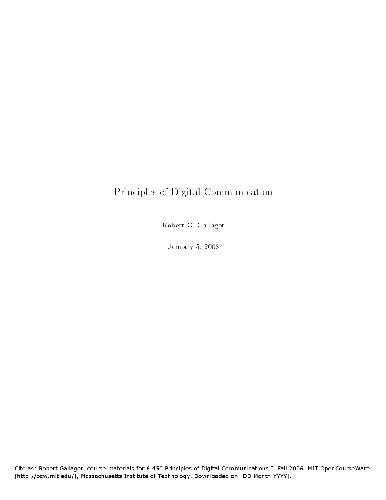 Principles of Digital Communication
Robert G. Gallager
January 5, 2008
Cite as: Robert Gallager, course materials for 6.450 Principles of Digital Communications I, Fall 2006. MIT OpenCourseWare
(http://ocw.mit.edu/), Massachusetts Institute of Technology. Downloaded on [DD Month YYYY].